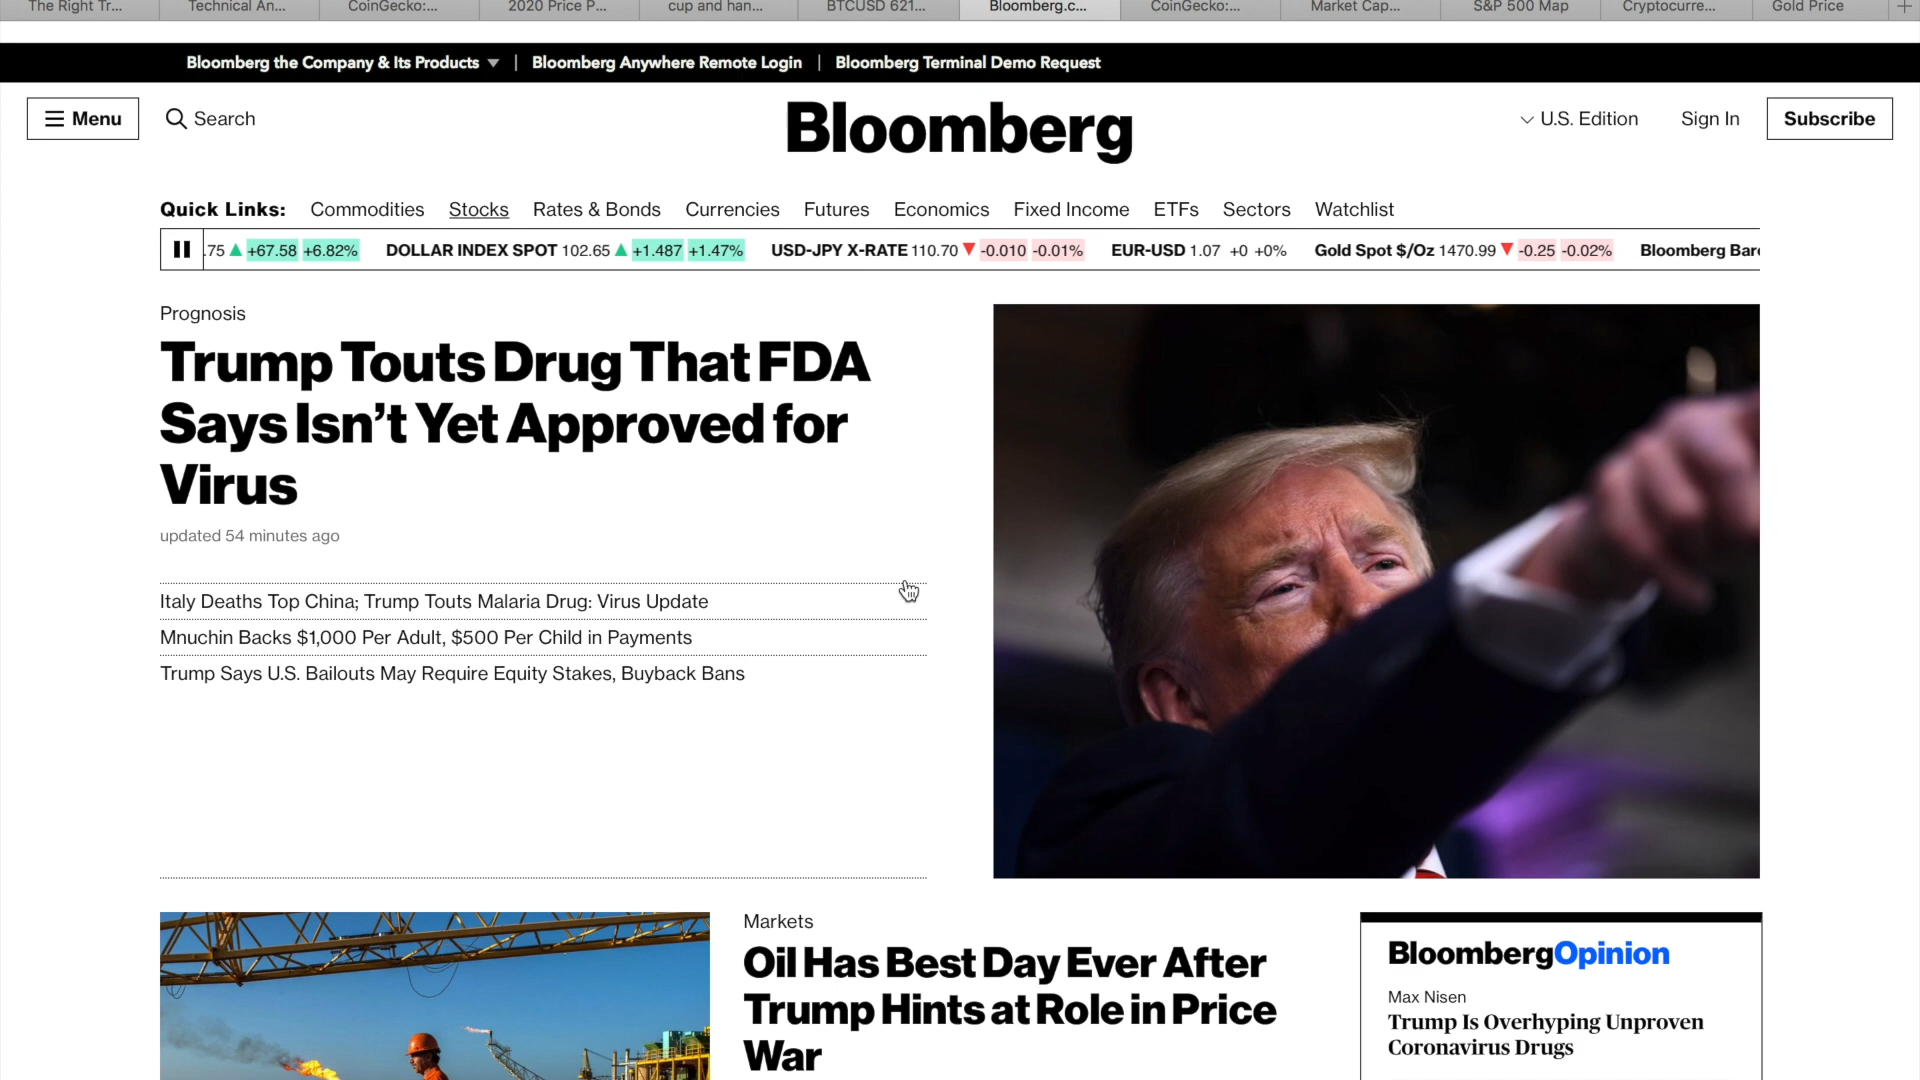 The Right Tr...
Technical An...
CoinGecko:...
2020 Price P...
cup and han...
BTCUSD 621...
Bloomberg.c...
CoinGecko:...
Market Cap...
S&P 500 Map
Cryptocurre...
Gold Price
Bloomberg the Company & Its Products
Bloomberg Anywhere Remote Login
Bloomberg Terminal Demo Request
Menu
Search
Bloomberg
U.S. Edition
Sign In
Subscribe
Quick Links: Commodities Stocks Rates & Bonds Currencies Futures Economics Fixed Income ETFs Sectors Watchlist
.75 +67.58 +6.82% DOLLAR INDEX SPOT 102.65 +1.487 +1.47% USD-JPY X-RATE 110.70 -0.010 -0.01% EUR-USD 1.07 +0 +0% Gold Spot $/Oz 1470.99 -0.25 -0.02% Bloomberg Barc
Prognosis
Trump Touts Drug That FDA
Says Isn't Yet Approved for
Virus
updated 54 minutes ago
Italy Deaths Top China; Trump Touts Malaria Drug: Virus Update
Mnuchin Backs $1,000 Per Adult, $500 Per Child in Payments
Trump Says U.S. Bailouts May Require Equity Stakes, Buyback Bans
Markets
Oil Has Best Day Ever After
Trump Hints at Role in Price
War
BloombergOpinion
Max Nisen
Trump Is Overhyping Unproven
Coronavirus Drugs